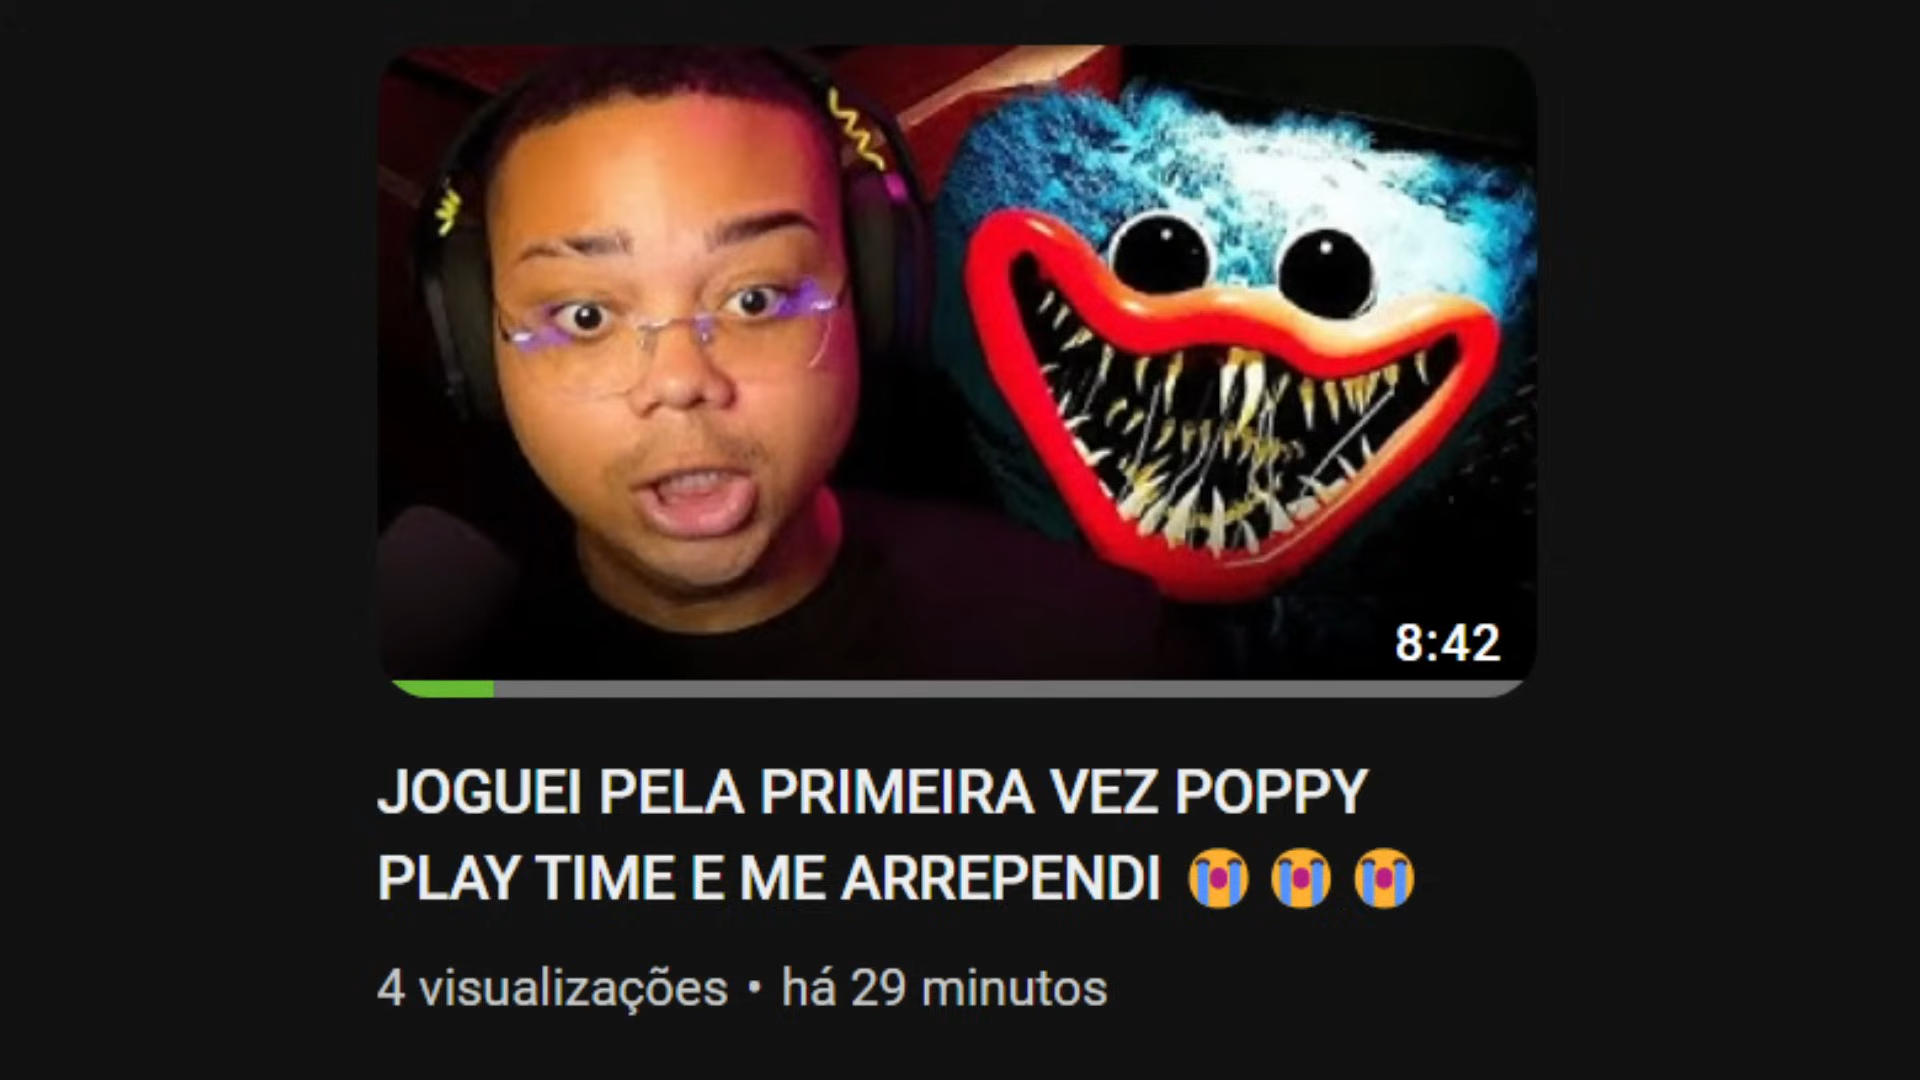 8:42
JOGUEI PELA PRIMEIRA VEZ POPPY
PLAY TIME E ME ARREPENDI 😭 😭 😭
4 visualizações • há 29 minutos